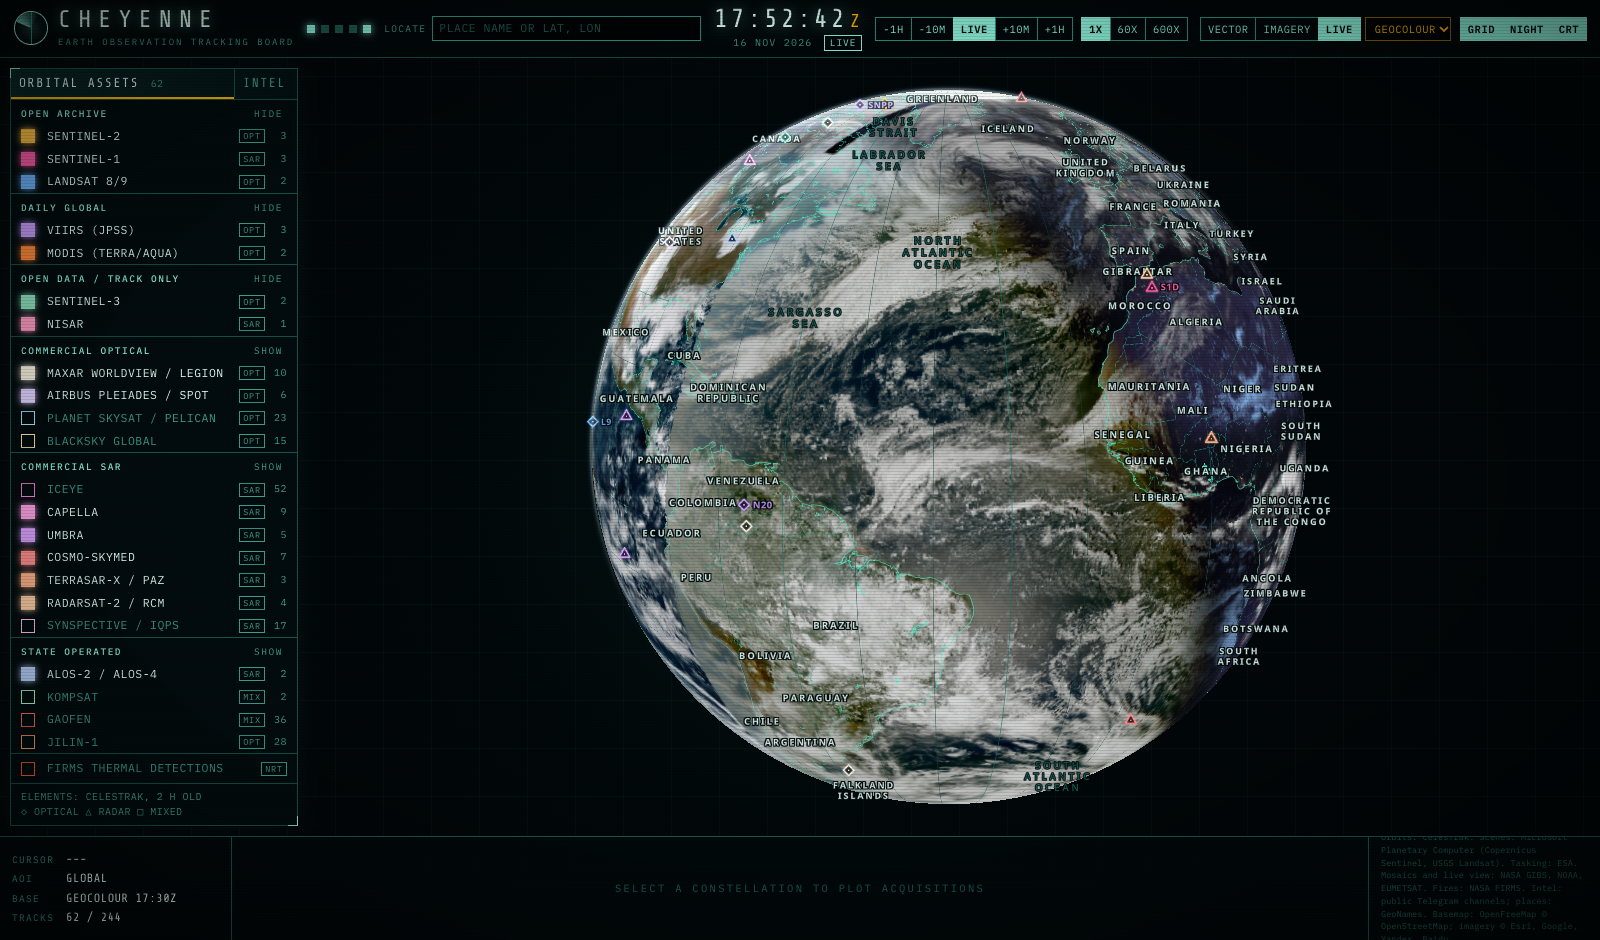 CHEYENNE
EARTH OBSERVATION TRACKING BOARD
LOCATE
PLACE NAME OR LAT, LON
17:52:42Z
16 NOV 2026 LIVE
-1H -10M LIVE +10M +1H
1X 60X 600X
VECTOR IMAGERY LIVE
GEOCOLOUR
GRID NIGHT CRT
ORBITAL ASSETS 62
INTEL
OPEN ARCHIVE HIDE
SENTINEL-2 OPT 3
SENTINEL-1 SAR 3
LANDSAT 8/9 OPT 2
DAILY GLOBAL HIDE
VIIRS (JPSS) OPT 3
MODIS (TERRA/AQUA) OPT 2
OPEN DATA / TRACK ONLY HIDE
SENTINEL-3 OPT 2
NISAR SAR 1
COMMERCIAL OPTICAL SHOW
MAXAR WORLDVIEW / LEGION OPT 10
AIRBUS PLEIADES / SPOT OPT 6
PLANET SKYSAT / PELICAN OPT 23
BLACKSKY GLOBAL OPT 15
COMMERCIAL SAR SHOW
ICEYE SAR 52
CAPELLA SAR 9
UMBRA SAR 5
COSMO-SKYMED SAR 7
TERRASAR-X / PAZ SAR 3
RADARSAT-2 / RCM SAR 4
SYNSPECTIVE / IQPS SAR 17
STATE OPERATED SHOW
ALOS-2 / ALOS-4 SAR 2
KOMPSAT MIX 2
GAOFEN MIX 36
JILIN-1 OPT 28
FIRMS THERMAL DETECTIONS NRT
ELEMENTS: CELESTRAK, 2 H OLD
◇ OPTICAL △ RADAR □ MIXED
SNPP
GREENLAND
DAVIS
STRAIT
ICELAND
CANADA
LABRADOR
SEA
NORWAY
UNITED
KINGDOM
BELARUS
UKRAINE
FRANCE
ROMANIA
ITALY
TURKEY
UNITED
STATES
NORTH
ATLANTIC
OCEAN
SPAIN
SYRIA
GIBRALTAR
ISRAEL
S1D
MOROCCO
SAUDI
ARABIA
ALGERIA
SARGASSO
SEA
MEXICO
CUBA
DOMINICAN
REPUBLIC
GUATEMALA
MAURITANIA
NIGER
ERITREA
SUDAN
ETHIOPIA
MALI
L9
SENEGAL
SOUTH
SUDAN
NIGERIA
PANAMA
GUINEA
GHANA
UGANDA
VENEZUELA
COLOMBIA
N20
LIBERIA
DEMOCRATIC
REPUBLIC OF
THE CONGO
ECUADOR
PERU
ANGOLA
ZIMBABWE
BRAZIL
BOTSWANA
BOLIVIA
SOUTH
AFRICA
PARAGUAY
CHILE
ARGENTINA
SOUTH
ATLANTIC
OCEAN
FALKLAND
ISLANDS
CURSOR ---
AOI GLOBAL
BASE GEOCOLOUR 17:30Z
TRACKS 62 / 244
SELECT A CONSTELLATION TO PLOT ACQUISITIONS
Planetary Computer (Copernicus
Sentinel, USGS Landsat). Tasking: ESA.
Mosaics and live view: NASA GIBS, NOAA,
EUMETSAT. Fires: NASA FIRMS. Intel:
public Telegram channels; places:
GeoNames. Basemap: OpenFreeMap ©
OpenStreetMap; imagery © Esri, Google,